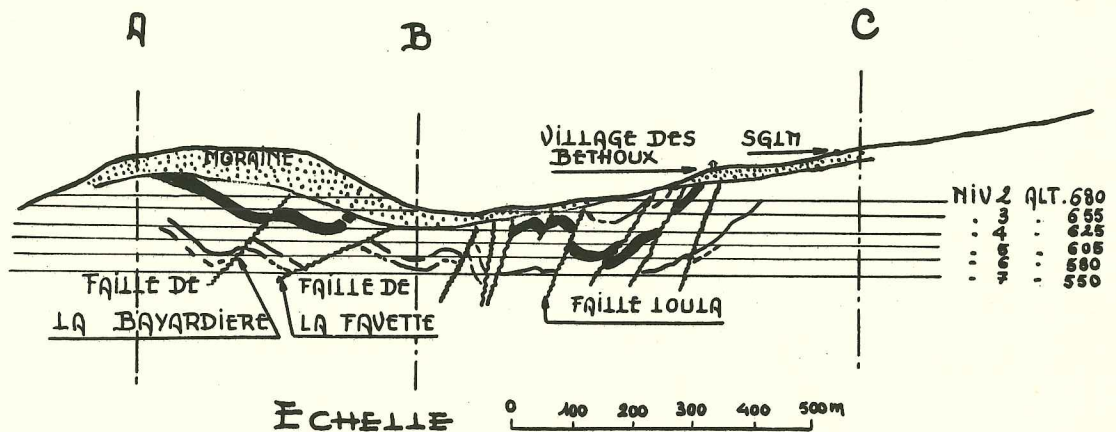 A
B
C
MORAINE
VILLAGE DES
BETHOUX
SGLM
NIV 2 ALT. 680
" 3 " 655
" 4 " 625
" 5 " 605
" 6 " 580
" 7 " 550
FAILLE DE
LA BAYARDIERE
FAILLE DE
LA FAVETTE
FAILLE LOULA
ECHELLE
0 100 200 300 400 500m